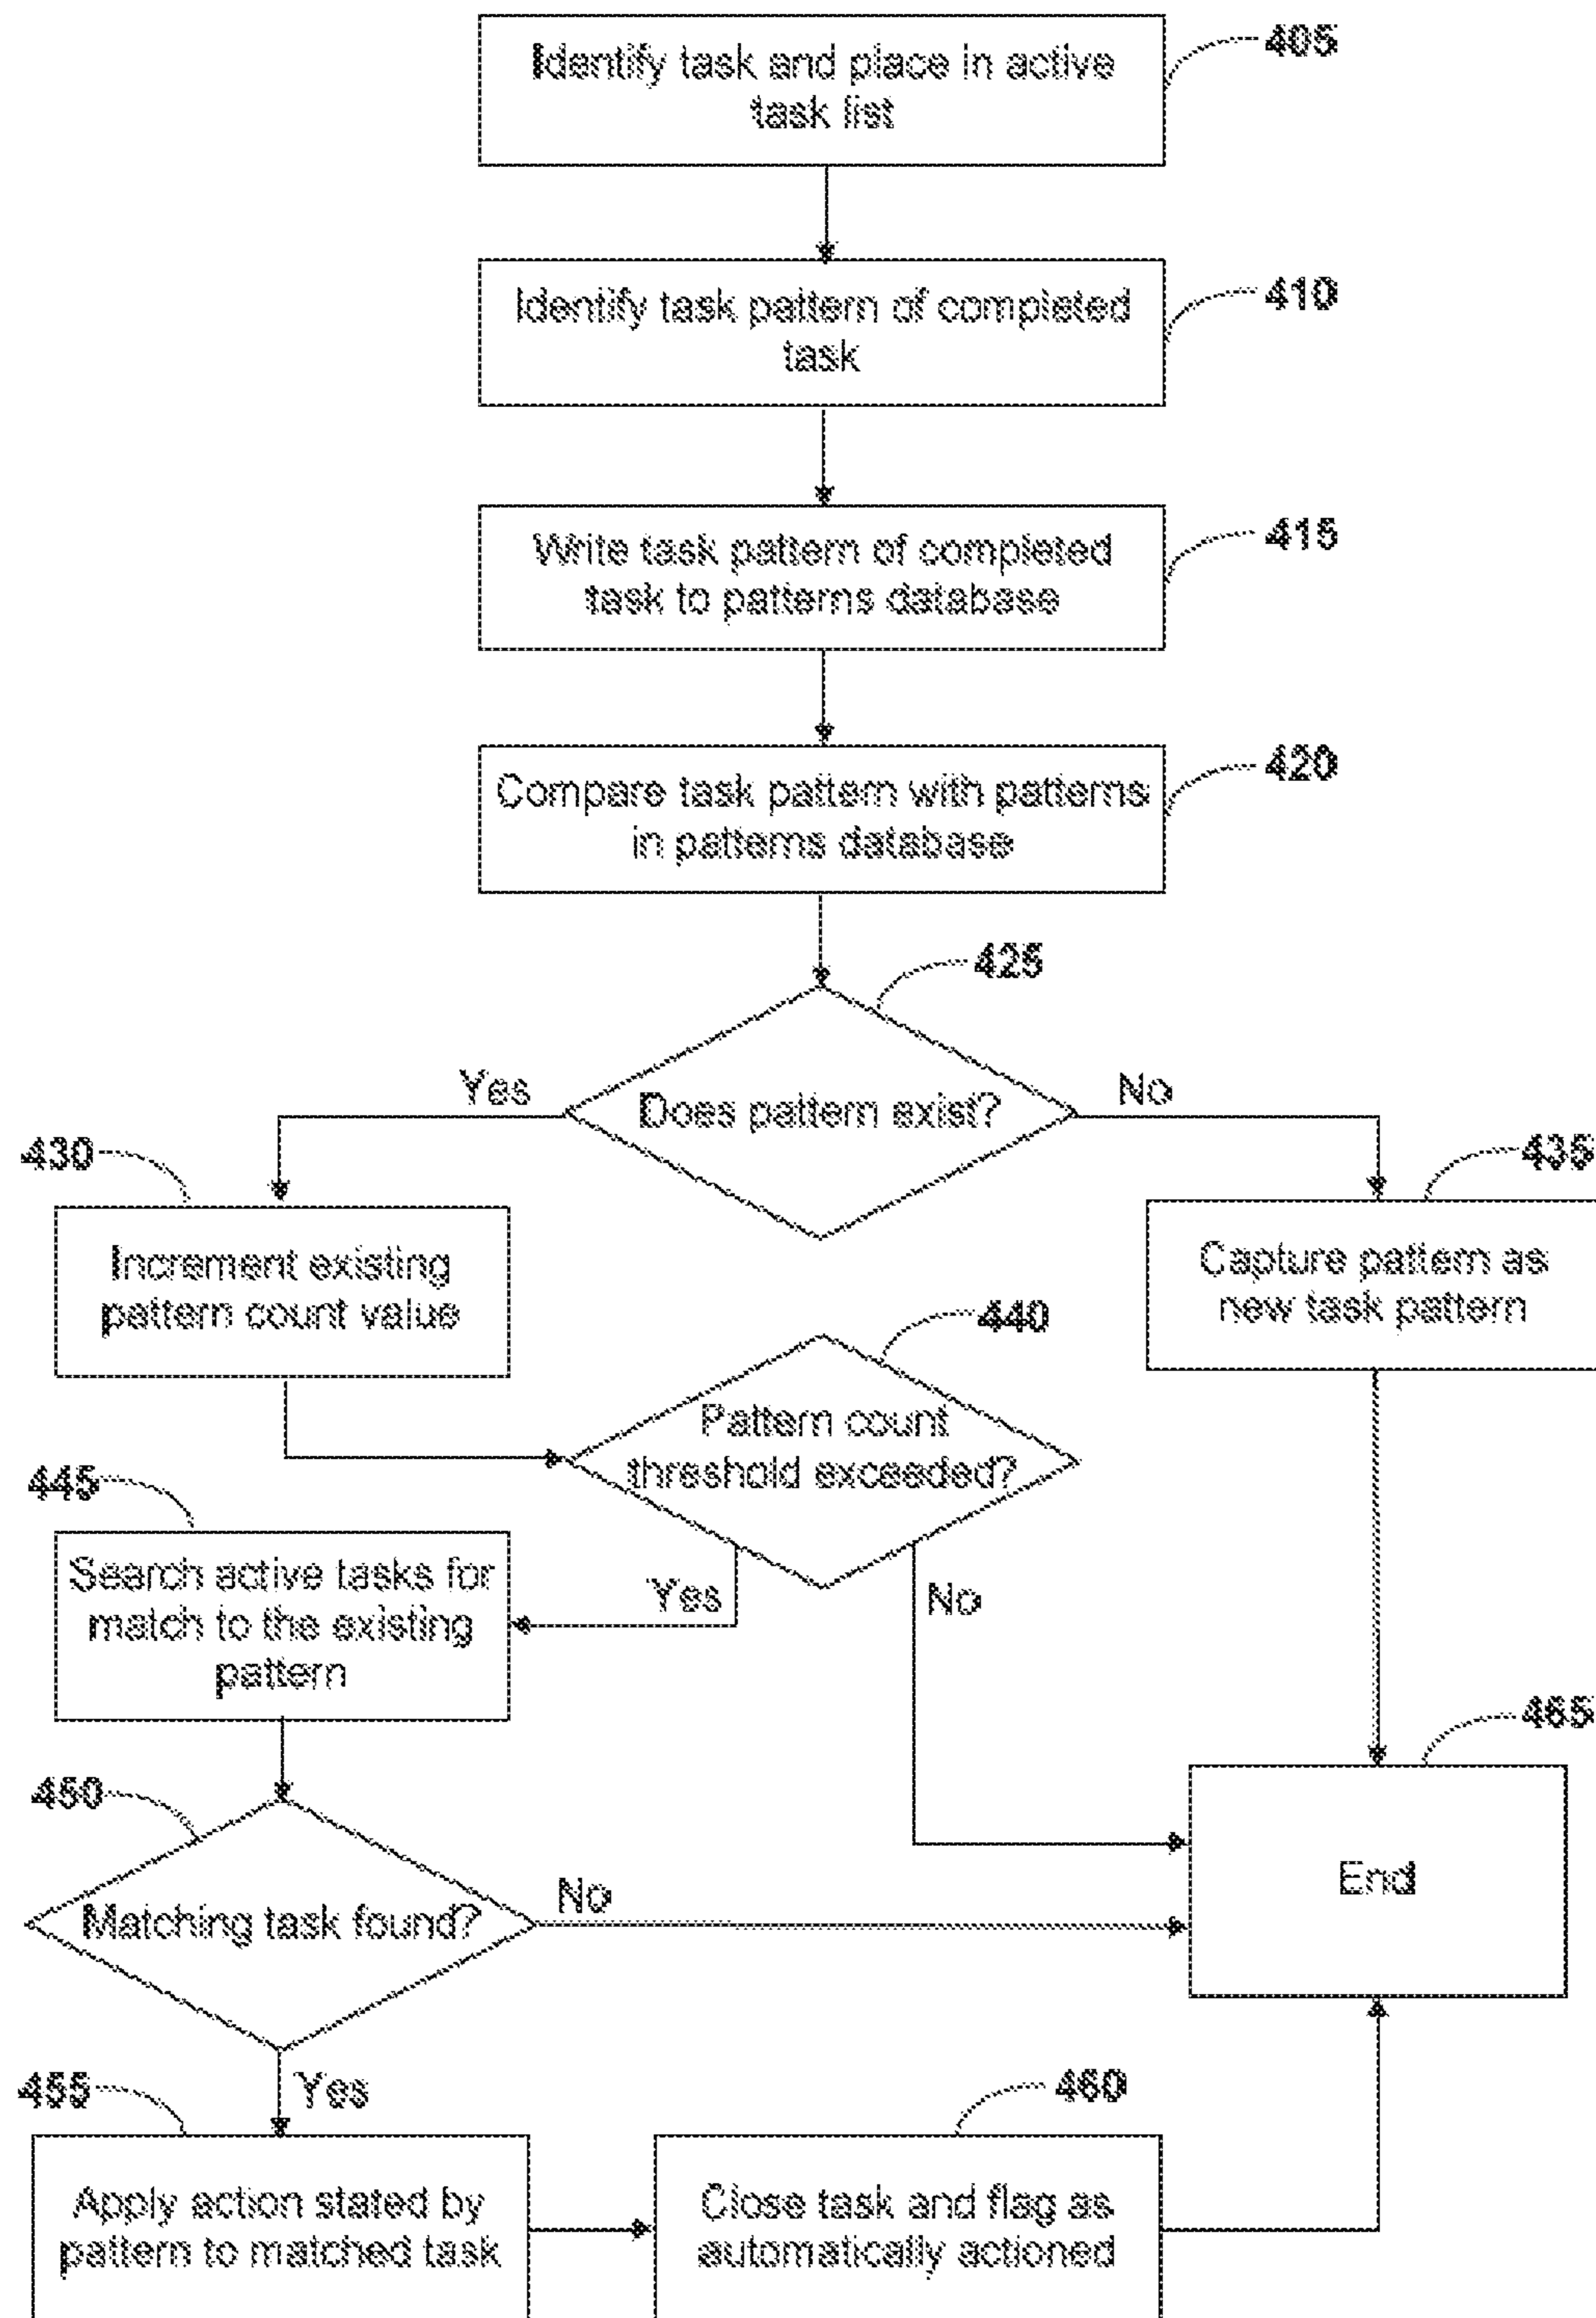 Identify task and place in active
task list
405
Identify task pattern of completed
task
410
Write task pattern of completed
task to patterns database
415
Compare task pattern with patterns
in patterns database
420
425
Does pattern exist?
Yes
No
430
Increment existing
pattern count value
435
Capture pattern as
new task pattern
440
Pattern count
threshold exceeded?
Yes
No
445
Search active tasks for
match to the existing
pattern
450
Matching task found?
No
Yes
465
End
455
Apply action stated by
pattern to matched task
460
Close task and flag as
automatically actioned